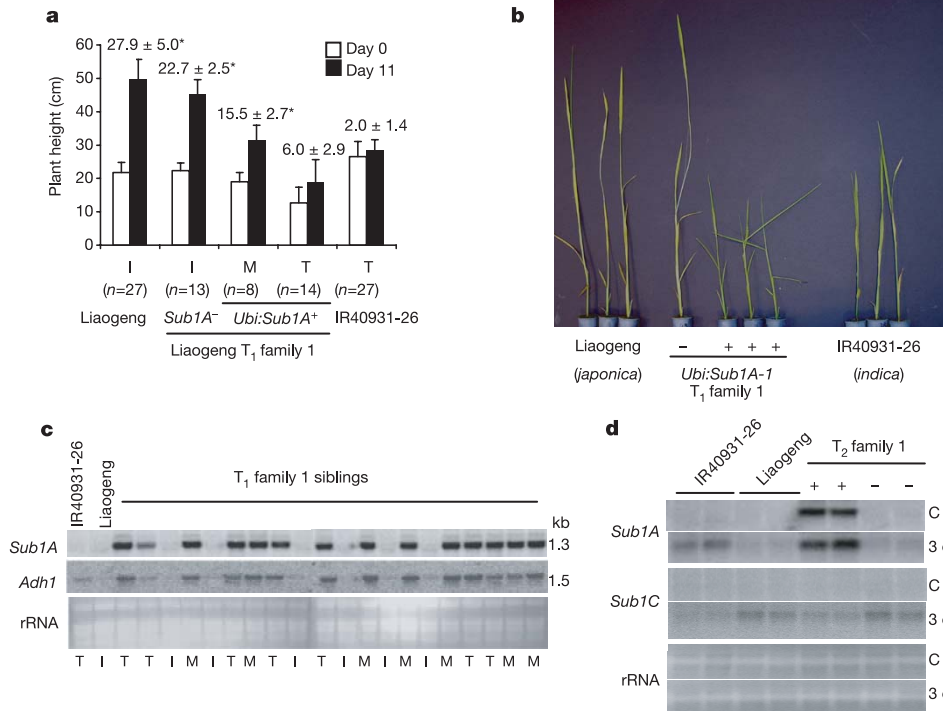 a
Day 0
Day 11
Plant height (cm)
60
50
40
30
20
10
0
27.9 ± 5.0*
22.7 ± 2.5*
15.5 ± 2.7*
6.0 ± 2.9
2.0 ± 1.4
I I M T T
(n=27) (n=13) (n=8) (n=14) (n=27)
Liaogeng Sub1A⁻ Ubi:Sub1A⁺ IR40931-26
Liaogeng T₁ family 1
b
Liaogeng – + + + IR40931-26
(japonica) Ubi:Sub1A-1 (indica)
T₁ family 1
c
IR40931-26
Liaogeng
T₁ family 1 siblings
kb
Sub1A 1.3
Adh1 1.5
rRNA
T I T T I M I T M T I T I M I M I M T T M M
d
IR40931-26
Liaogeng
T₂ family 1
+ + – –
Sub1A
C
3
Sub1C
C
3
rRNA
C
3